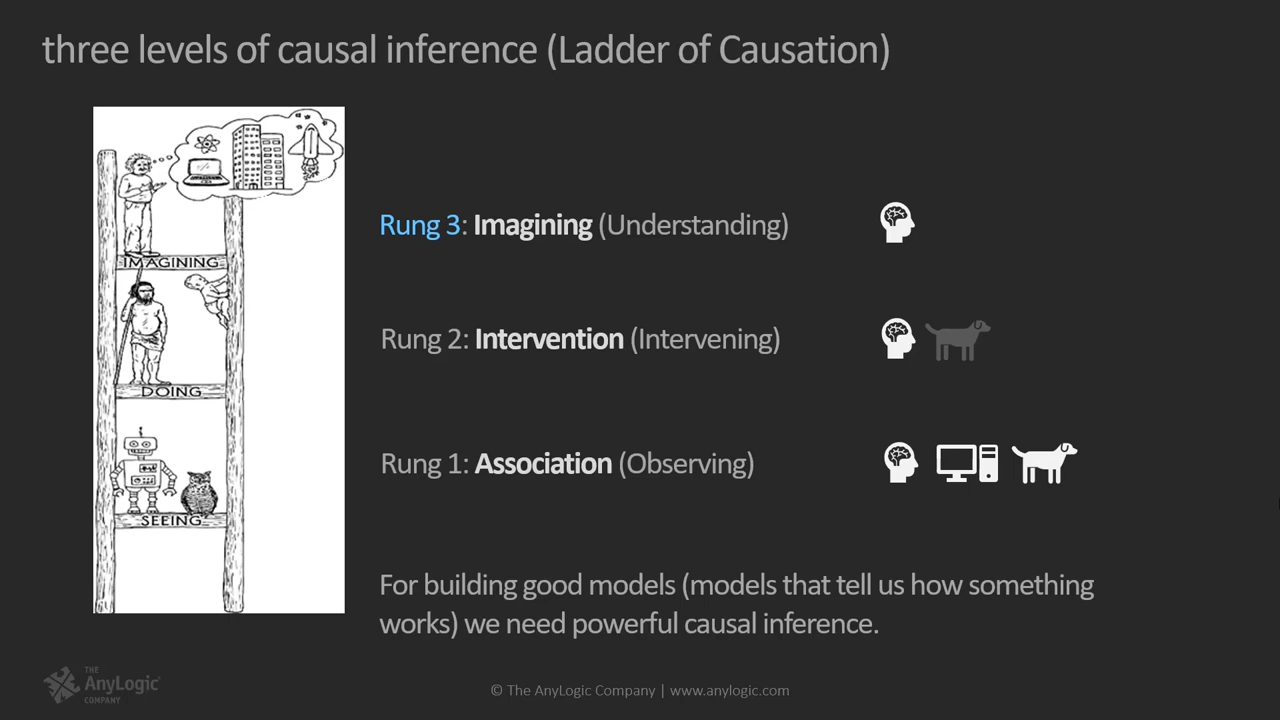 three levels of causal inference (Ladder of Causation)
IMAGINING
DOING
SEEING
Rung 3: Imagining (Understanding)
Rung 2: Intervention (Intervening)
Rung 1: Association (Observing)
For building good models (models that tell us how something
works) we need powerful causal inference.
THE
AnyLogic
COMPANY
© The AnyLogic Company | www.anylogic.com